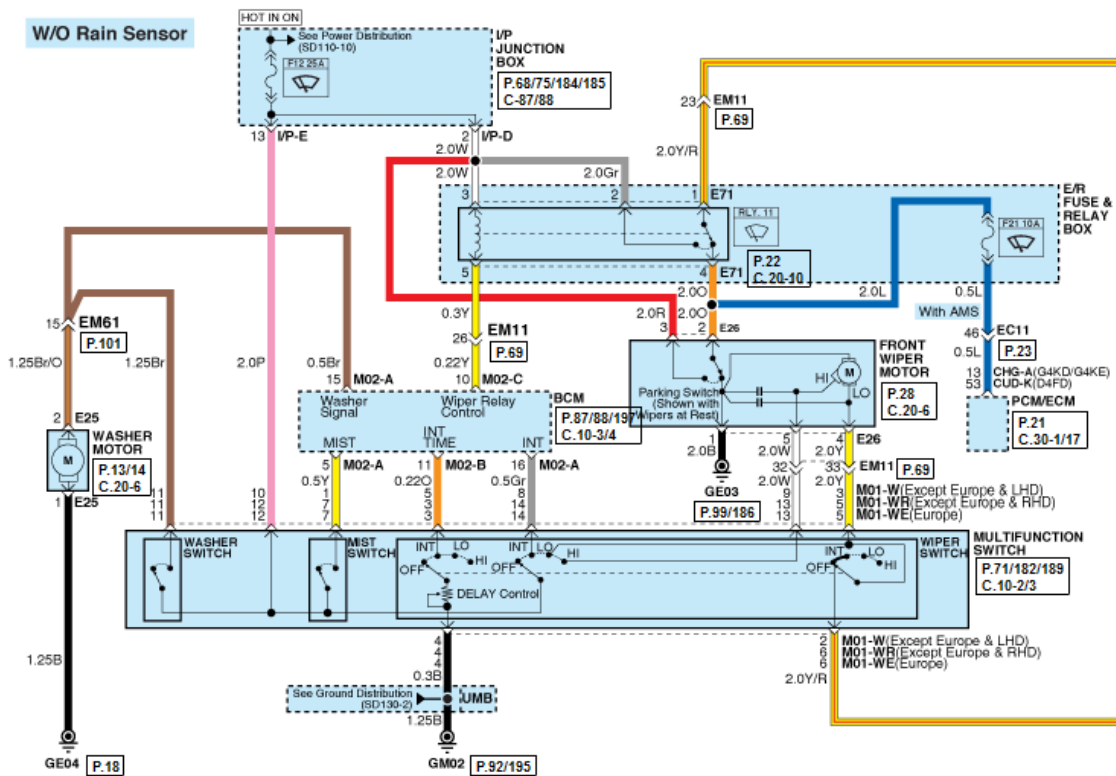 W/O Rain Sensor
HOT IN ON
See Power Distribution
(SD110-10)
F12 25A
I/P
JUNCTION
BOX
P.68/75/184/185
C-87/88
13 I/P-E
2 I/P-D
2.0W
2.0W
2.0Gr
23 EM11
P.69
2.0Y/R
3
2
1 E71
E/R
FUSE &
RELAY
BOX
RLY. 11
F21 10A
P.22
C.20-10
5
4 E71
2.0O
2.0L
0.5L
0.3Y
2.0R
2.0O
With AMS
26 EM11
P.69
3
2 E26
46 EC11
P.23
15 EM61
P.101
1.25Br/O
1.25Br
2.0P
0.5Br
0.22Y
0.5L
15 M02-A
10 M02-C
13 CHG-A(G4KD/G4KE)
53 CUD-K(D4FD)
Washer
Signal
Wiper Relay
Control
BCM
P.87/88/197
C.10-3/4
Parking Switch
(Shown with
Wipers at Rest)
M
HI
LO
FRONT
WIPER
MOTOR
P.28
C.20-6
PCM/ECM
P.21
C.30-1/17
2 E25
M
WASHER
MOTOR
P.13/14
C.20-6
1 E25
MIST
INT
TIME
INT
5 M02-A
11 M02-B
16 M02-A
0.5Y
0.22O
0.5Gr
1
2.0B
5
2.0W
4 E26
2.0Y
32
33 EM11
P.69
2.0W
2.0Y
GE03
P.99/186
11
12
11
10
12
12
1
7
7
5
3
3
8
14
14
9
13
13
3 M01-W(Except Europe & LHD)
5 M01-WR(Except Europe & RHD)
5 M01-WE(Europe)
WASHER
SWITCH
MIST
SWITCH
INT
LO
HI
OFF
DELAY Control
INT
LO
HI
OFF
INT
LO
HI
OFF
WIPER
SWITCH
MULTIFUNCTION
SWITCH
P.71/182/189
C.10-2/3
4
4
4
0.3B
2 M01-W(Except Europe & LHD)
6 M01-WR(Except Europe & RHD)
6 M01-WE(Europe)
2.0Y/R
1.25B
See Ground Distribution
(SD130-2)
UMB
1.25B
GE04
P.18
GM02
P.92/195